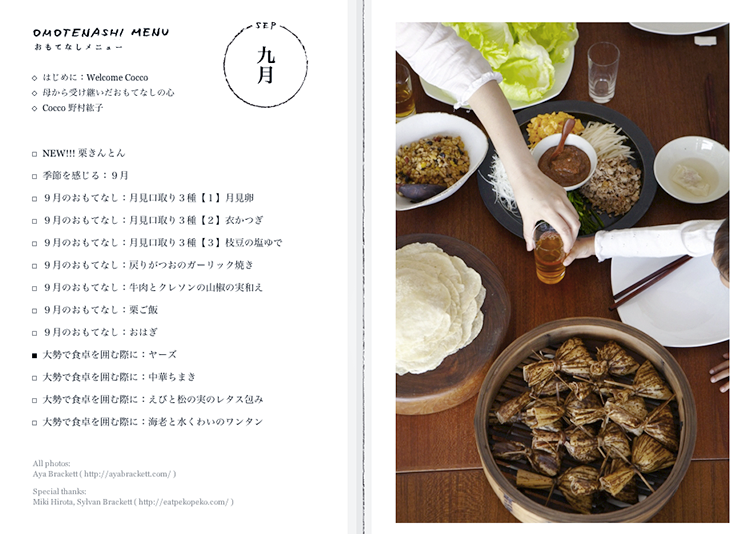 OMOTENASHI MENU
おもてなしメニュー
SEP
九月
◇ はじめに：Welcome Cocco
◇ 母から受け継いだおもてなしの心
◇ Cocco 野村紘子
□ NEW!!! 栗きんとん
□ 季節を感じる：９月
□ ９月のおもてなし：月見口取り３種【１】月見卵
□ ９月のおもてなし：月見口取り３種【２】衣かつぎ
□ ９月のおもてなし：月見口取り３種【３】枝豆の塩ゆで
□ ９月のおもてなし：戻りがつおのガーリック焼き
□ ９月のおもてなし：牛肉とクレソンの山椒の実和え
□ ９月のおもてなし：栗ご飯
□ ９月のおもてなし：おはぎ
■ 大勢で食卓を囲む際に：ヤーズ
□ 大勢で食卓を囲む際に：中華ちまき
□ 大勢で食卓を囲む際に：えびと松の実のレタス包み
□ 大勢で食卓を囲む際に：海老と水くわいのワンタン
All photos:
Aya Brackett ( http://ayabrackett.com/ )
Special thanks:
Miki Hirota, Sylvan Brackett ( http://eatpekopeko.com/ )